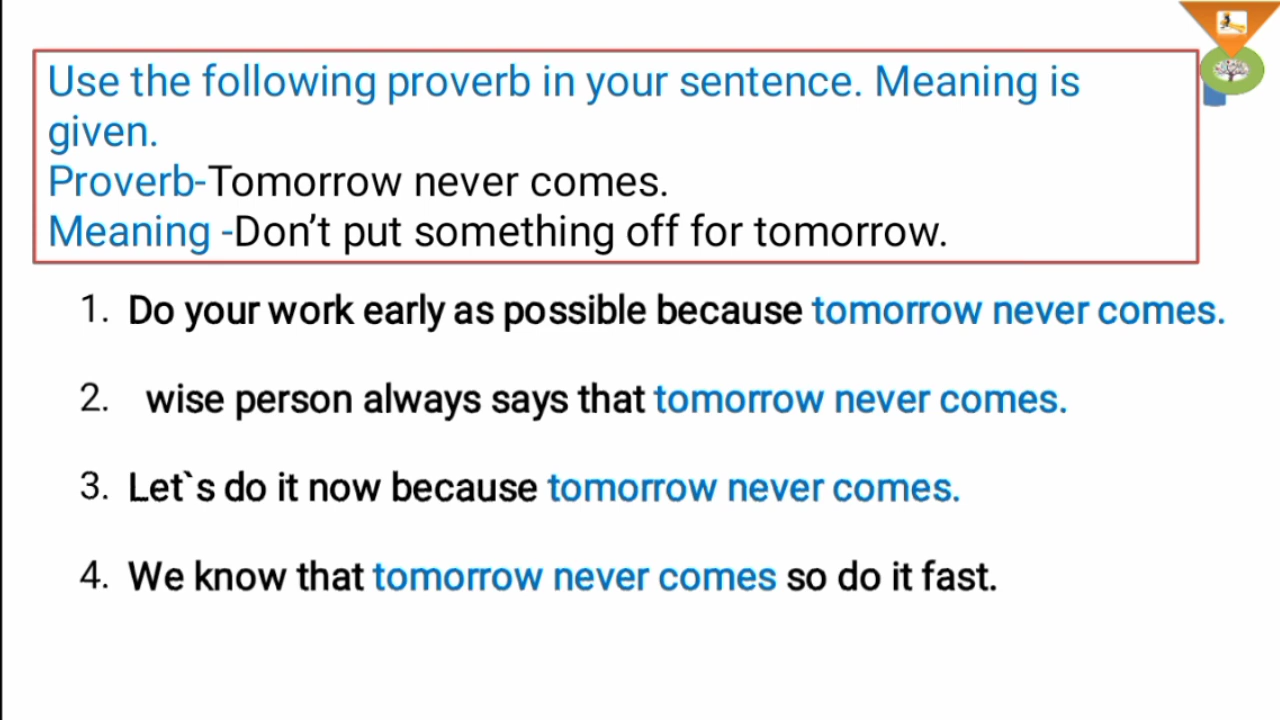 Use the following proverb in your sentence. Meaning is
given.
Proverb-Tomorrow never comes.
Meaning -Don’t put something off for tomorrow.
1. Do your work early as possible because tomorrow never comes.
2. wise person always says that tomorrow never comes.
3. Let`s do it now because tomorrow never comes.
4. We know that tomorrow never comes so do it fast.